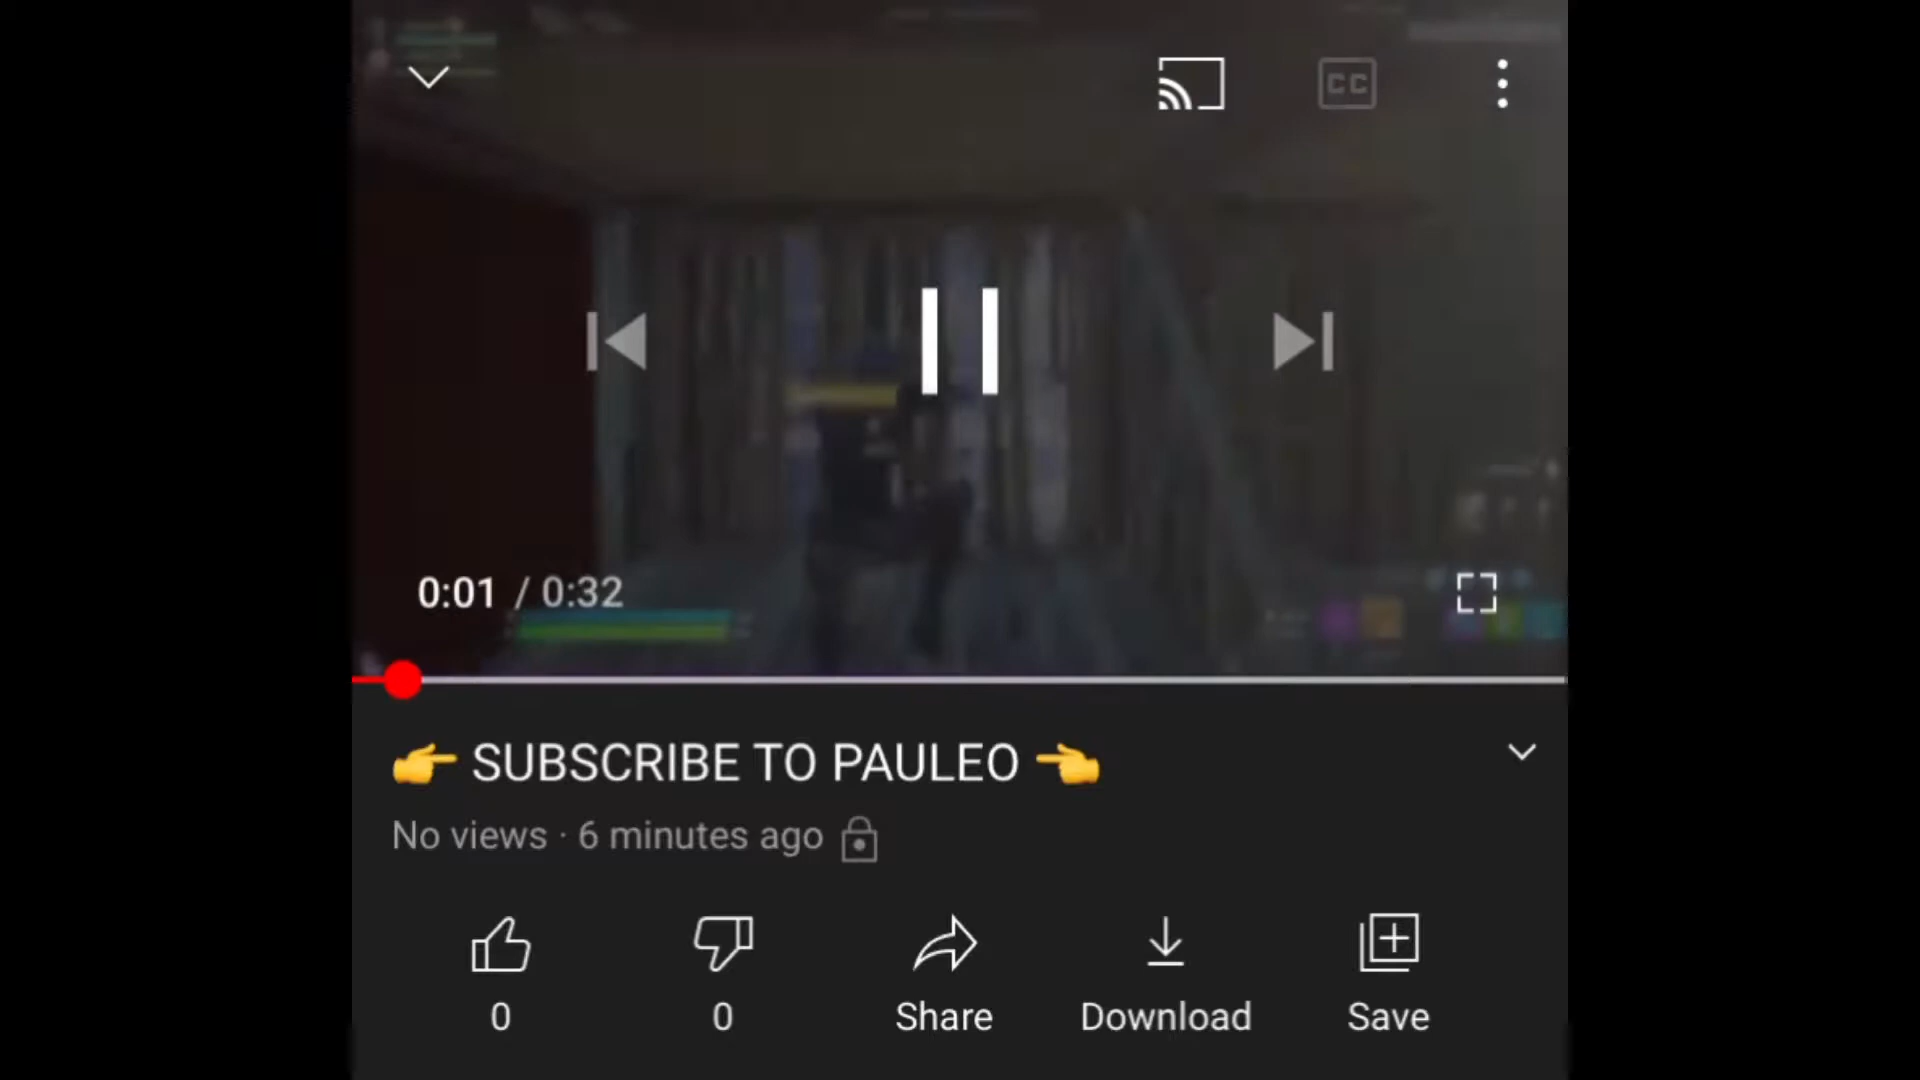 CC
0:01 / 0:32
👉 SUBSCRIBE TO PAULEO 👈
No views · 6 minutes ago
0 0 Share Download Save